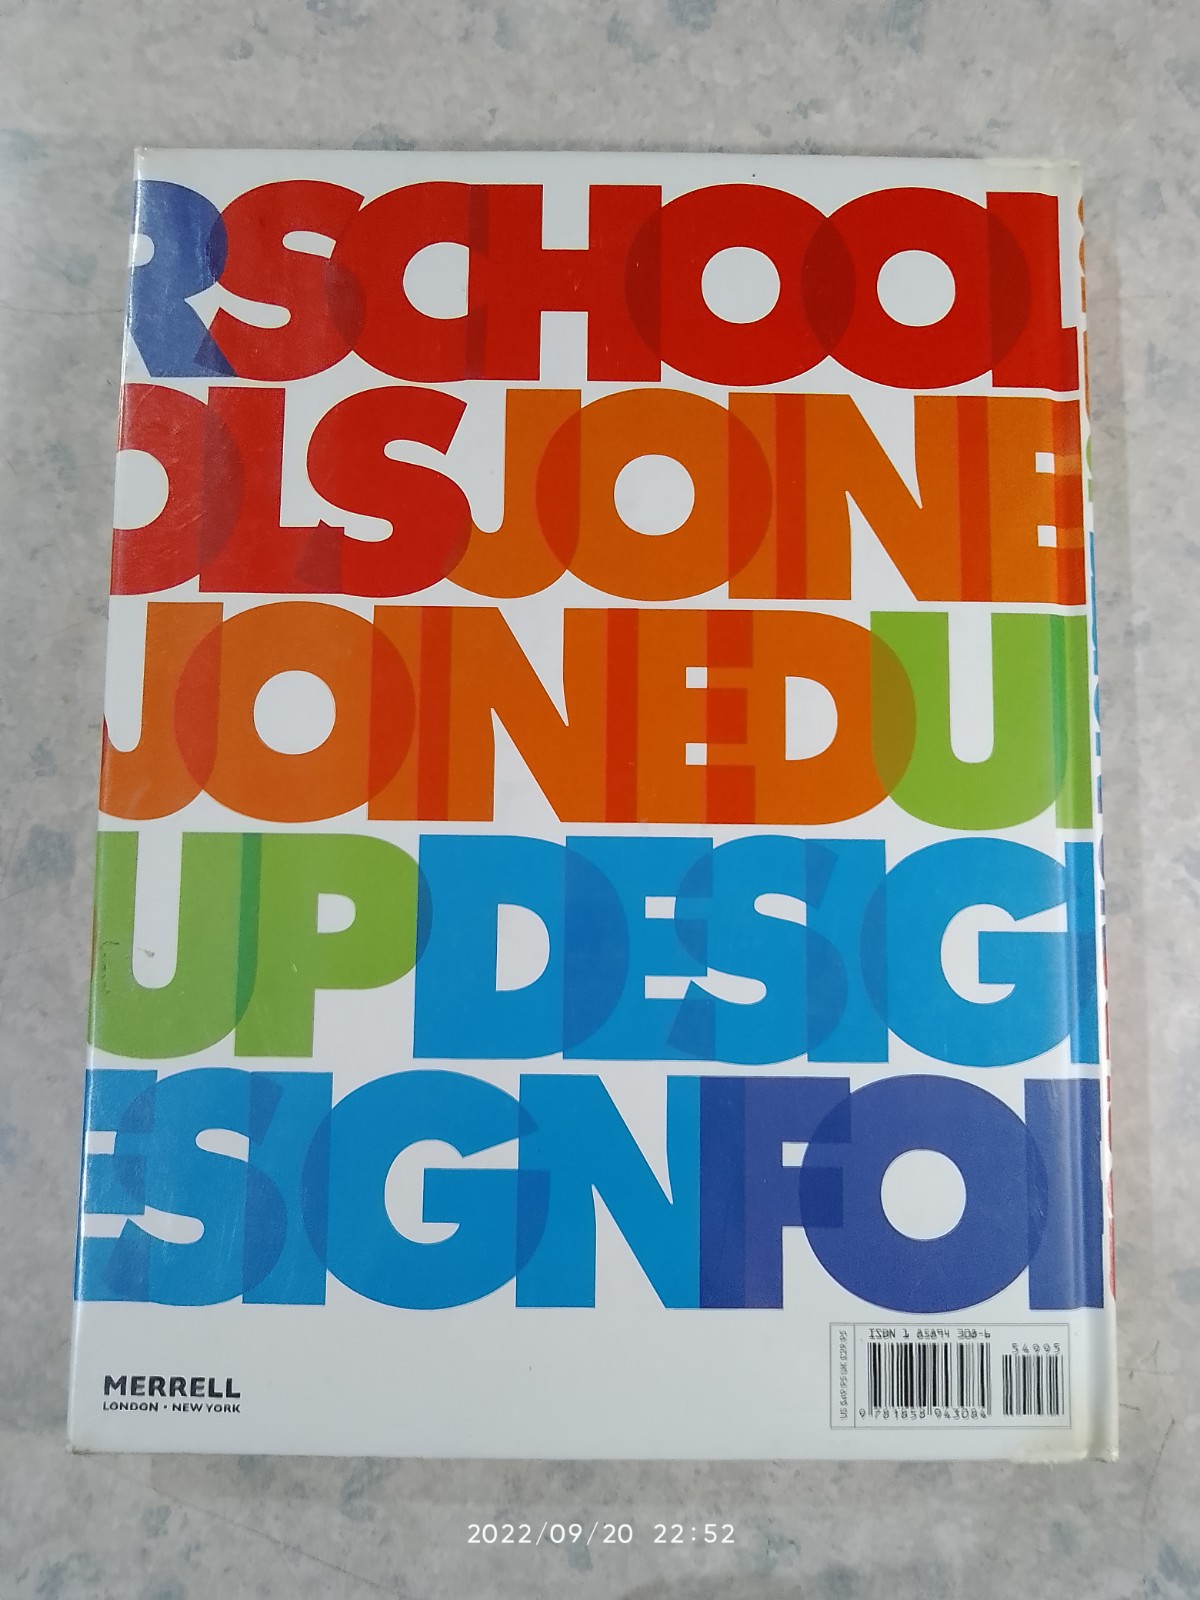 RSCHOOL
OLSJOINE
JOINEDU
UPDESIG
ESIGNFOR
MERRELL
LONDON • NEW YORK
ISBN 1 85894 308-6
54995
9 781858 943084
2022/09/20 22:52